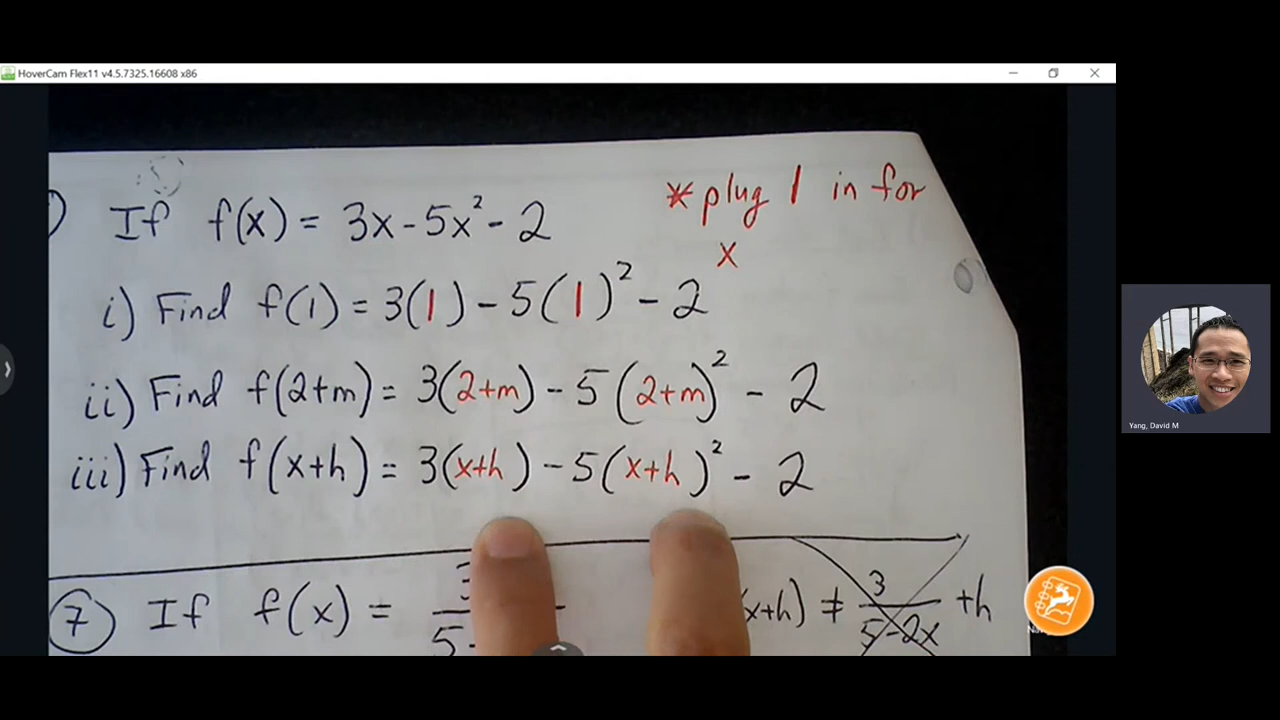 HoverCam Flex11 v4.5.7325.16608 x86
*plug 1 in for
x
If f(x) = 3x - 5x² - 2
i) Find f(1) = 3(1) - 5(1)² - 2
ii) Find f(2+m) = 3(2+m) - 5(2+m)² - 2
iii) Find f(x+h) = 3(x+h) - 5(x+h)² - 2
7 If f(x) = 3 (x+h) ≠ 3 +h
5- 5-2x
Yang, David M